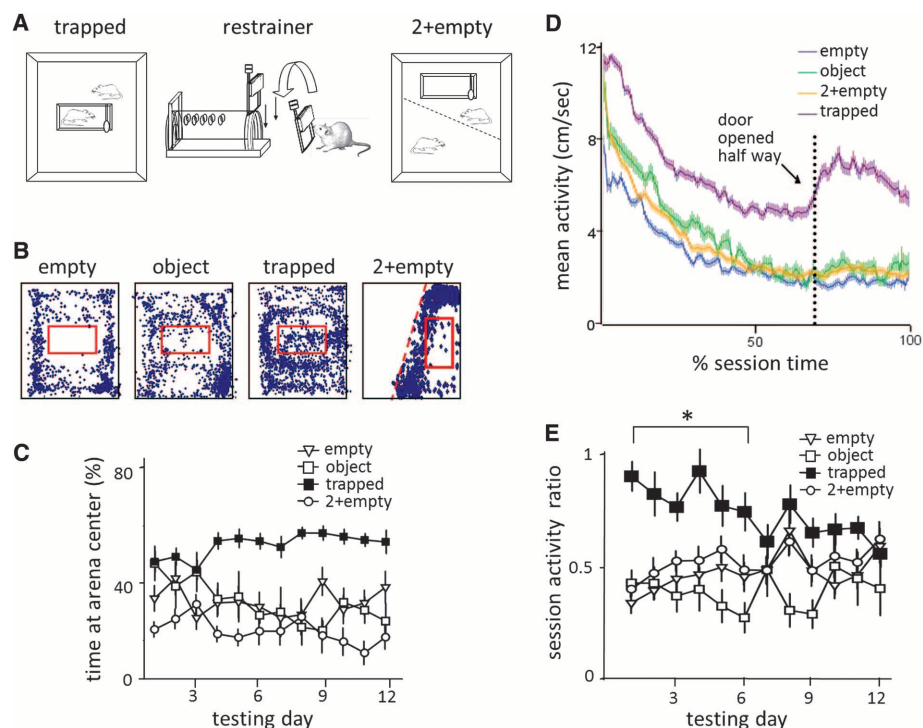 A
trapped
restrainer
2+empty
B
empty
object
trapped
2+empty
C
time at arena center (%)
80
40
0
3
6
9
12
testing day
empty
object
trapped
2+empty
D
mean activity (cm/sec)
12
8
4
0
50
100
% session time
empty
object
2+empty
trapped
door
opened
half way
E
session activity ratio
1
0.5
0
3
6
9
12
testing day
*
empty
object
trapped
2+empty